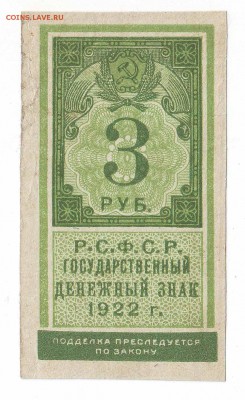 COINS.LAVE.RU
3
РУБ.
Р.С.Ф.С.Р.
ГОСУДАРСТВЕННЫЙ
ДЕНЕЖНЫЙ ЗНАК
1922 г.
ПОДДЕЛКА ПРЕСЛЕДУЕТСЯ
ПО ЗАКОНУ.